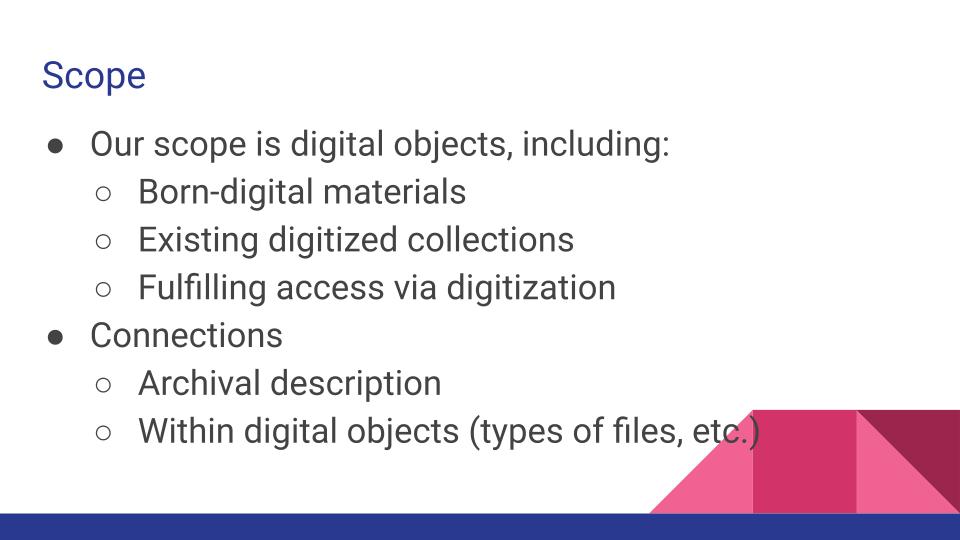 Scope
● Our scope is digital objects, including:
○ Born-digital materials
○ Existing digitized collections
○ Fulfilling access via digitization
● Connections
○ Archival description
○ Within digital objects (types of files, etc.)